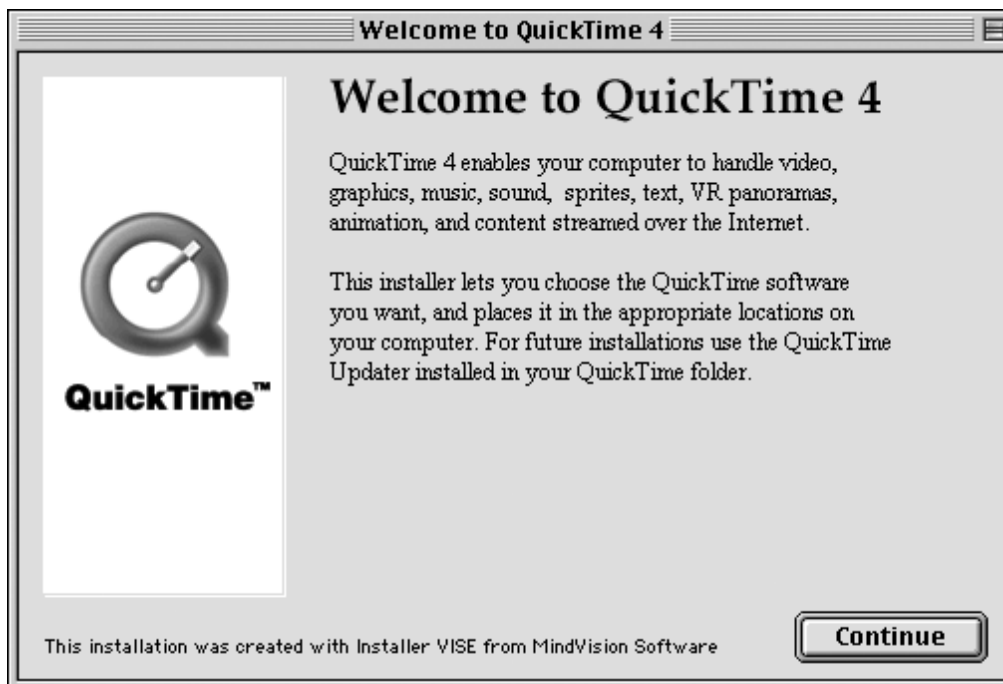 Welcome to QuickTime 4
Welcome to QuickTime 4
QuickTime 4 enables your computer to handle video,
graphics, music, sound,  sprites, text, VR panoramas,
animation, and content streamed over the Internet.
This installer lets you choose the QuickTime software
you want, and places it in the appropriate locations on
your computer. For future installations use the QuickTime
Updater installed in your QuickTime folder.
QuickTime™
This installation was created with Installer VISE from MindVision Software
Continue